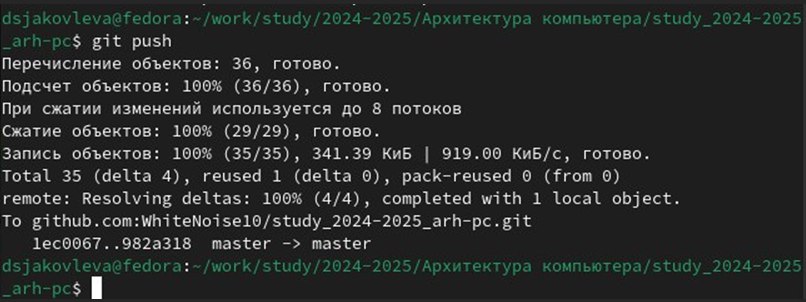 dsjakovleva@fedora:~/work/study/2024-2025/Архитектура компьютера/study_2024-2025
_arh-pc$ git push
Перечисление объектов: 36, готово.
Подсчет объектов: 100% (36/36), готово.
При сжатии изменений используется до 8 потоков
Сжатие объектов: 100% (29/29), готово.
Запись объектов: 100% (35/35), 341.39 КиБ | 919.00 КиБ/с, готово.
Total 35 (delta 4), reused 1 (delta 0), pack-reused 0 (from 0)
remote: Resolving deltas: 100% (4/4), completed with 1 local object.
To github.com:WhiteNoise10/study_2024-2025_arh-pc.git
   1ec0067..982a318  master -> master
dsjakovleva@fedora:~/work/study/2024-2025/Архитектура компьютера/study_2024-2025
_arh-pc$